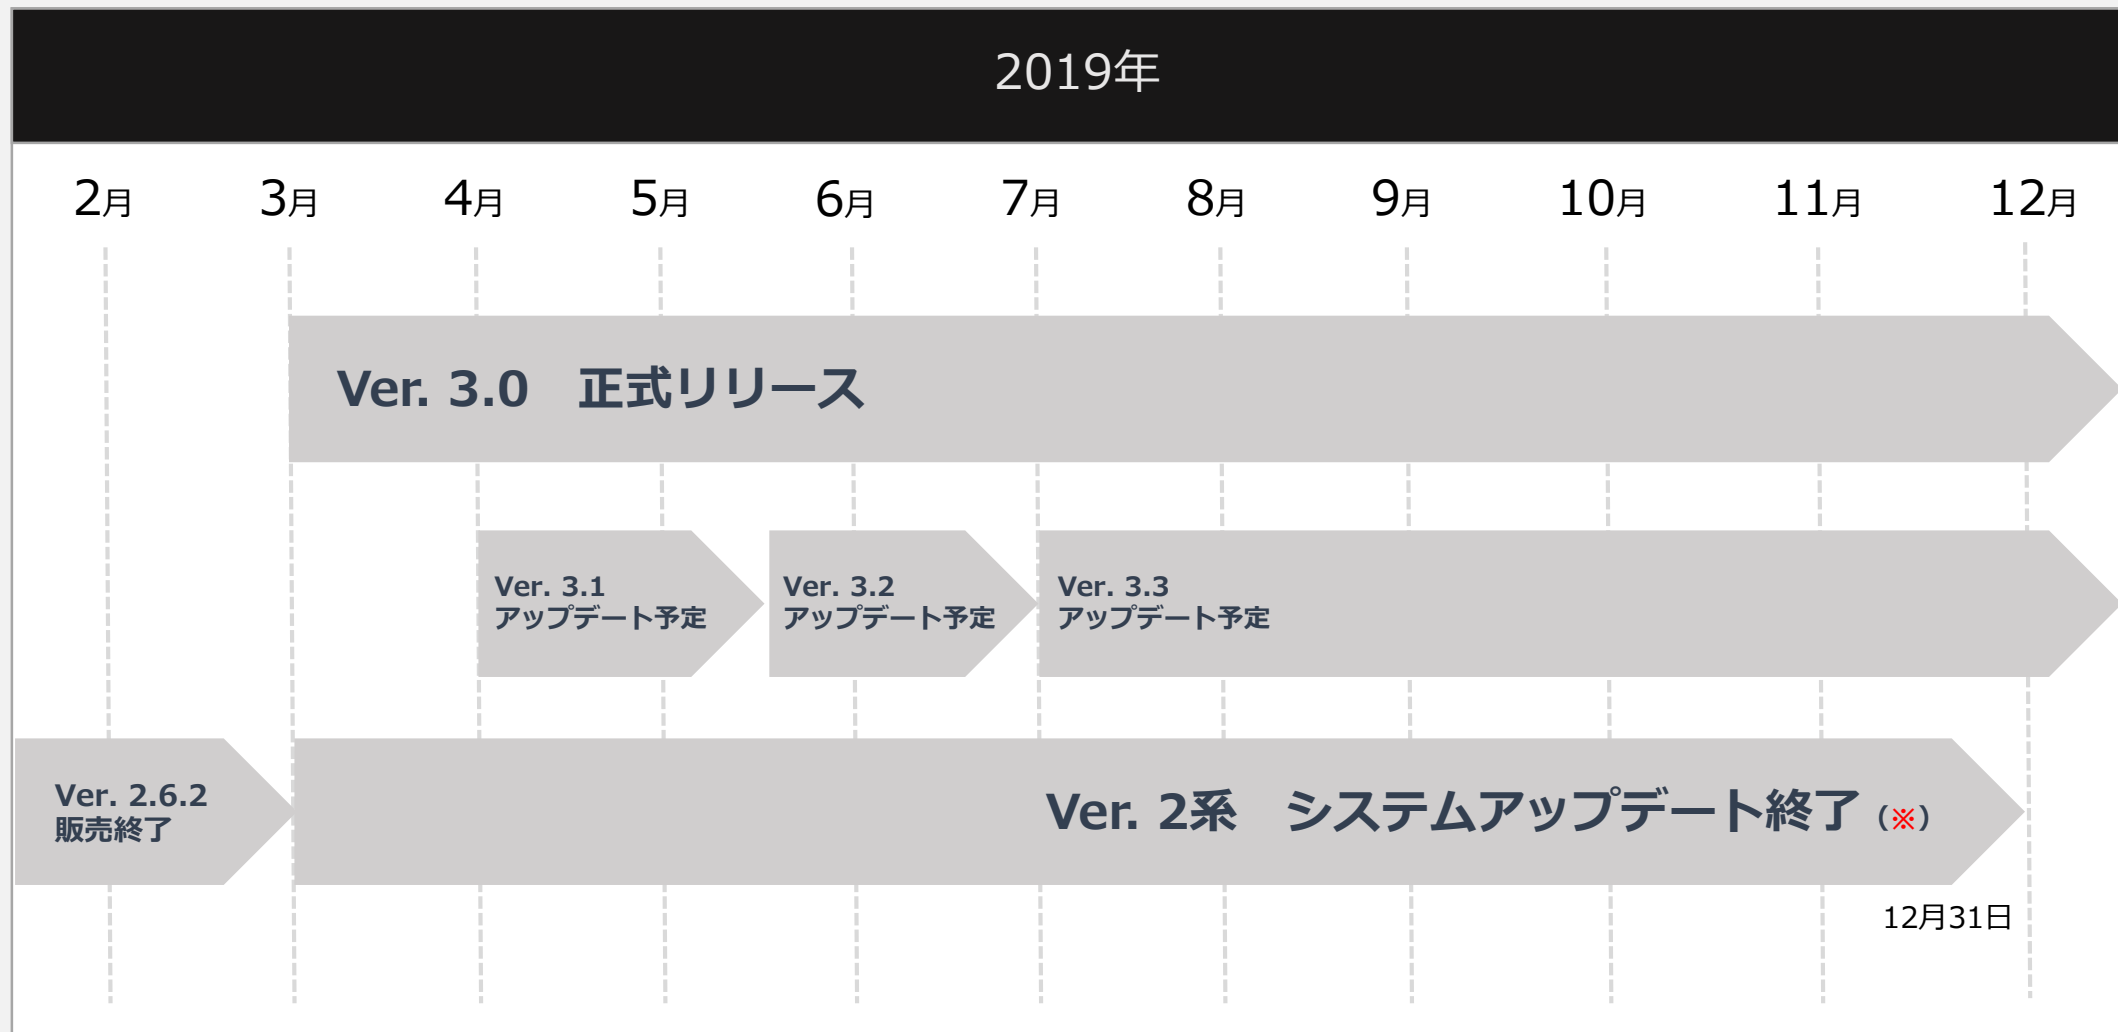 2019年
2月 3月 4月 5月 6月 7月 8月 9月 10月 11月 12月
Ver. 3.0　正式リリース
Ver. 3.1
アップデート予定
Ver. 3.2
アップデート予定
Ver. 3.3
アップデート予定
Ver. 2.6.2
販売終了
Ver. 2系　システムアップデート終了（※）
12月31日